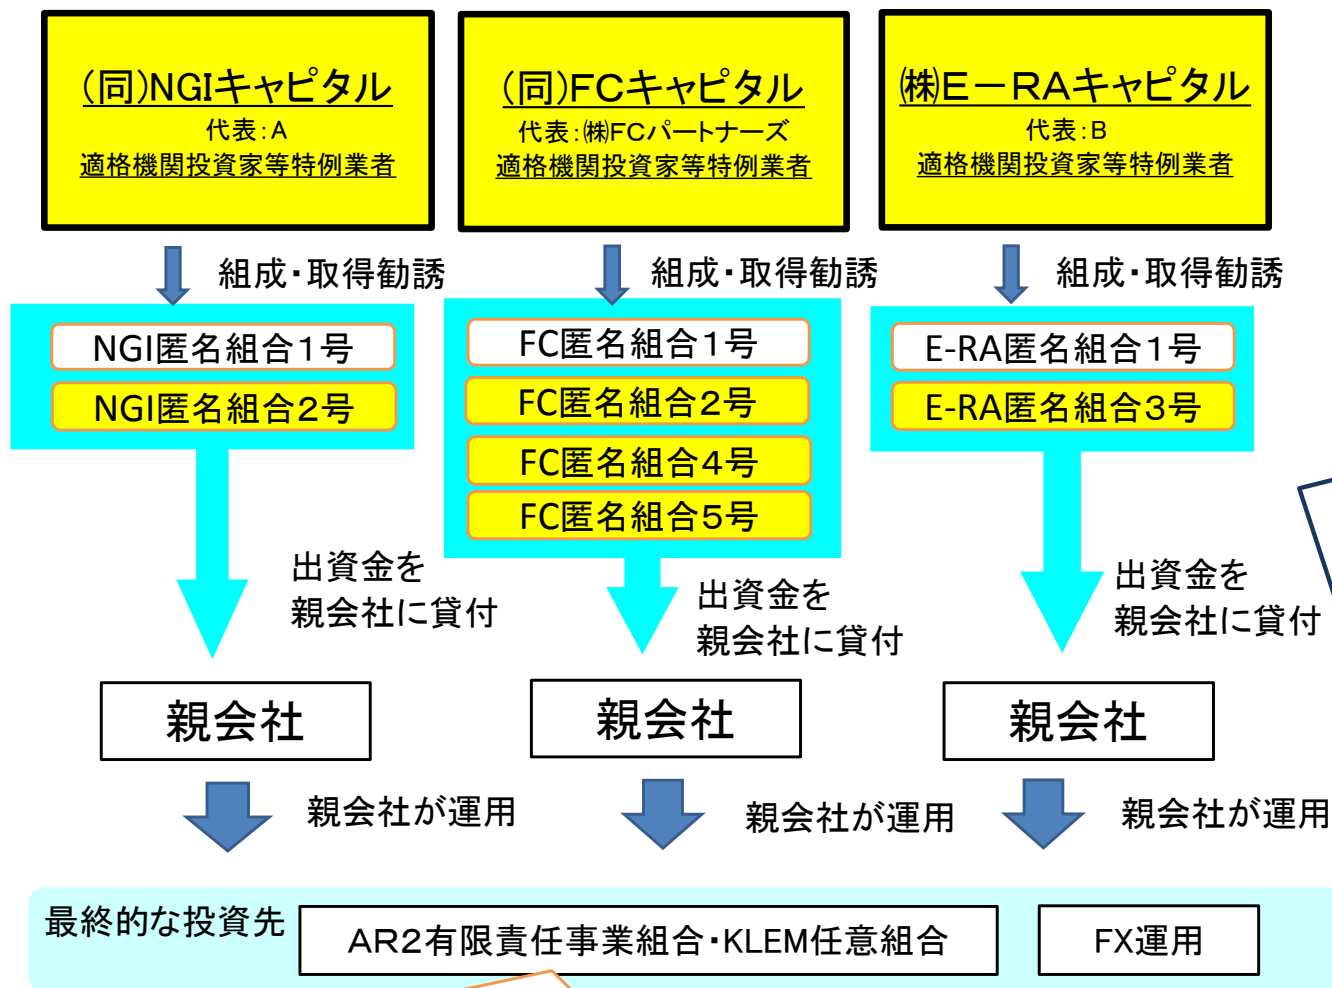 (同)NGIキャピタル
代表:A
適格機関投資家等特例業者
(同)FCキャピタル
代表:㈱FCパートナーズ
適格機関投資家等特例業者
㈱E-RAキャピタル
代表:B
適格機関投資家等特例業者
組成・取得勧誘
組成・取得勧誘
組成・取得勧誘
NGI匿名組合1号
NGI匿名組合2号
FC匿名組合1号
FC匿名組合2号
FC匿名組合4号
FC匿名組合5号
E-RA匿名組合1号
E-RA匿名組合3号
出資金を
親会社に貸付
出資金を
親会社に貸付
出資金を
親会社に貸付
親会社
親会社
親会社
親会社が運用
親会社が運用
親会社が運用
最終的な投資先
AR2有限責任事業組合・KLEM任意組合
FX運用